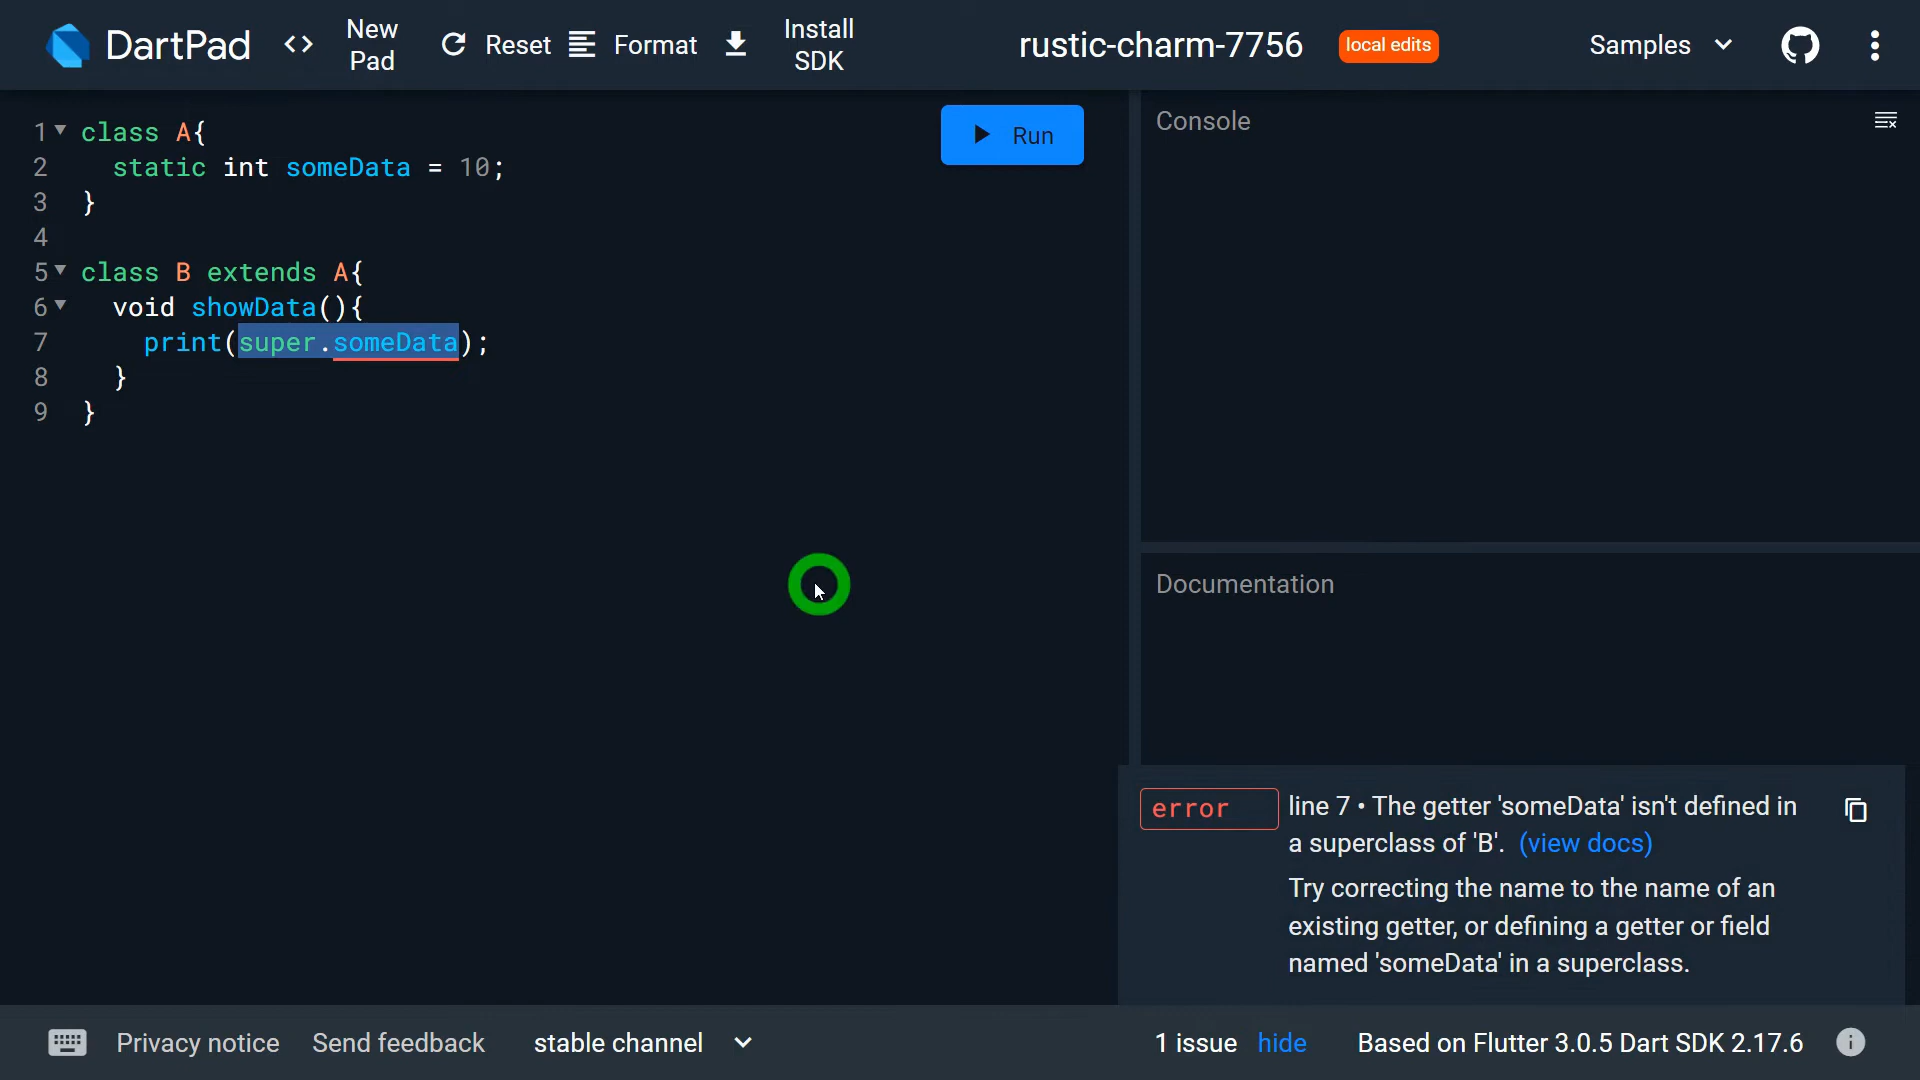 DartPad
<> New Pad
Reset
Format
Install SDK
rustic-charm-7756
local edits
Samples
1 class A{
2   static int someData = 10;
3 }
4
5 class B extends A{
6   void showData(){
7     print(super.someData);
8   }
9 }
Run
Console
Documentation
error
line 7 • The getter 'someData' isn't defined in
a superclass of 'B'. (view docs)
Try correcting the name to the name of an
existing getter, or defining a getter or field
named 'someData' in a superclass.
Privacy notice
Send feedback
stable channel
1 issue hide
Based on Flutter 3.0.5 Dart SDK 2.17.6